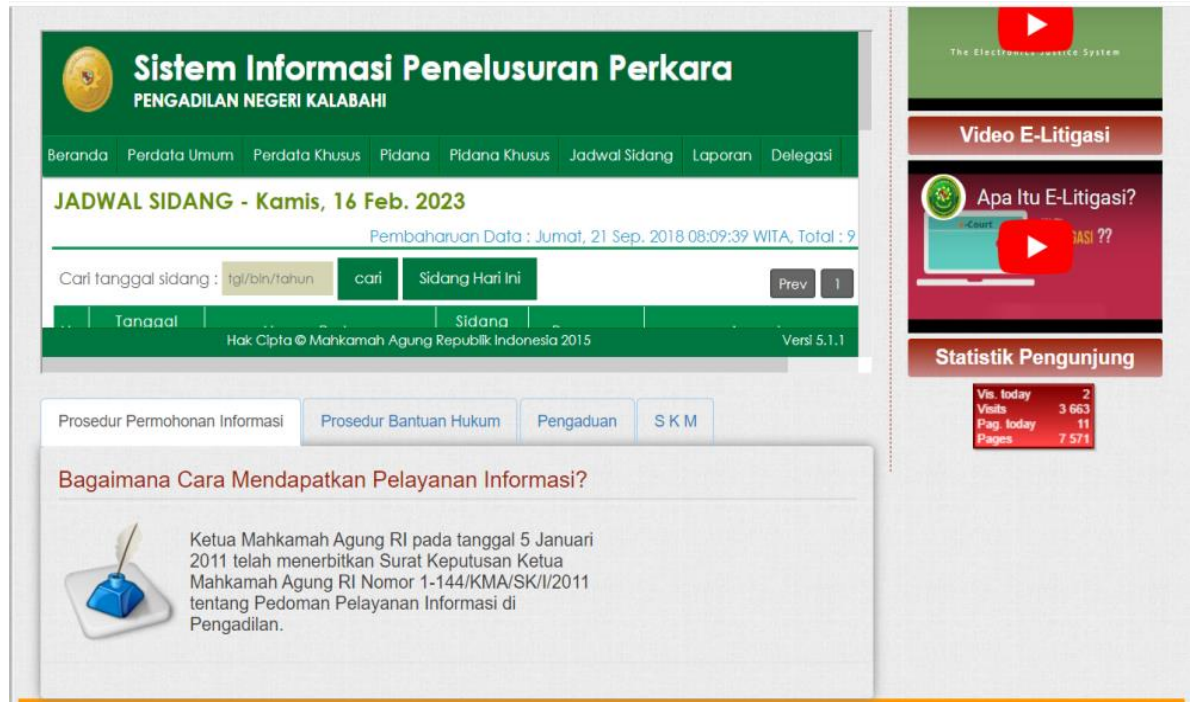 Sistem Informasi Penelusuran Perkara
PENGADILAN NEGERI KALABAHI
Beranda Perdata Umum Perdata Khusus Pidana Pidana Khusus Jadwal Sidang Laporan Delegasi
JADWAL SIDANG - Kamis, 16 Feb. 2023
Pembaharuan Data : Jumat, 21 Sep. 2018 08:09:39 WITA, Total : 9
Cari tanggal sidang : tgl/bln/tahun cari Sidang Hari Ini Prev 1
Tanggal Sidang
Hak Cipta © Mahkamah Agung Republik Indonesia 2015 Versi 5.1.1
Prosedur Permohonan Informasi Prosedur Bantuan Hukum Pengaduan S K M
Bagaimana Cara Mendapatkan Pelayanan Informasi?
Ketua Mahkamah Agung RI pada tanggal 5 Januari
2011 telah menerbitkan Surat Keputusan Ketua
Mahkamah Agung RI Nomor 1-144/KMA/SK/I/2011
tentang Pedoman Pelayanan Informasi di
Pengadilan.
The Electronics Justice System
Video E-Litigasi
Apa Itu E-Litigasi?
e-Court
??
Statistik Pengunjung
Vis. today 2
Visits 3 663
Pag. today 11
Pages 7 571